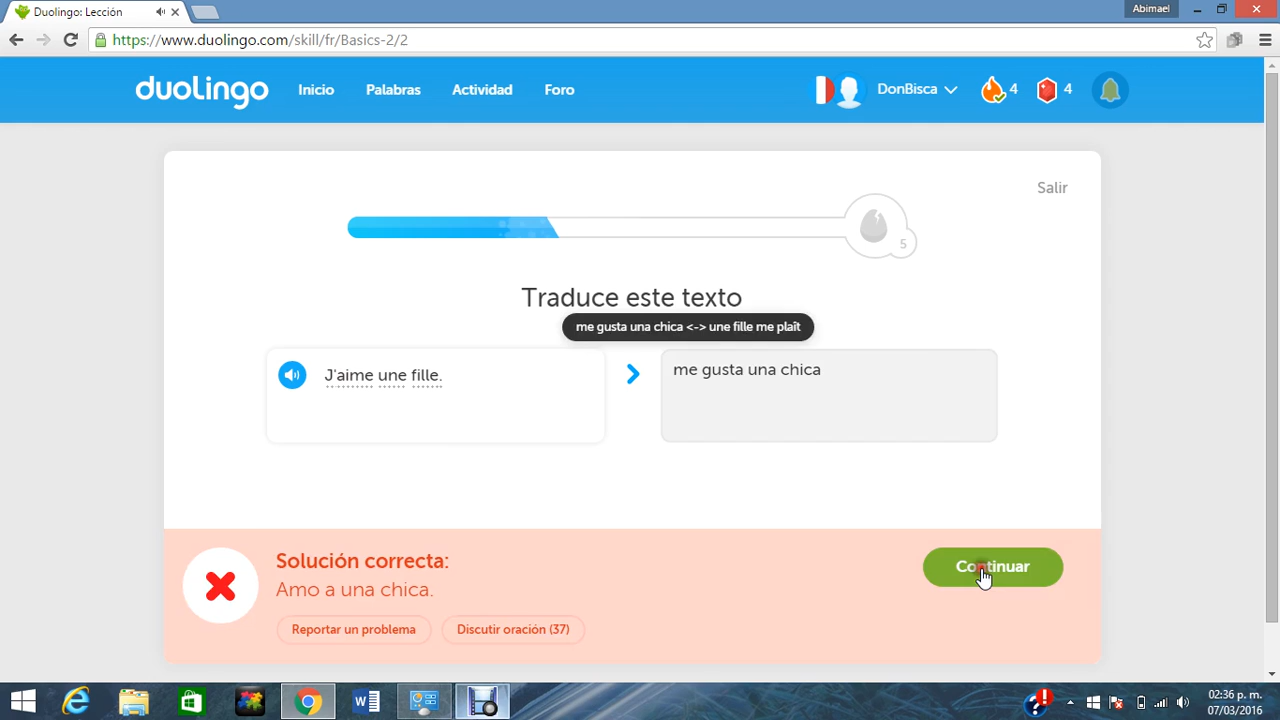 Duolingo: Lección
Abimael
https://www.duolingo.com/skill/fr/Basics-2/2
duolingo
Inicio
Palabras
Actividad
Foro
DonBisca
4
4
Salir
5
Traduce este texto
me gusta una chica <-> une fille me plaît
J'aime une fille.
me gusta una chica
Solución correcta:
Amo a una chica.
Continuar
Reportar un problema
Discutir oración (37)
02:36 p. m.
07/03/2016